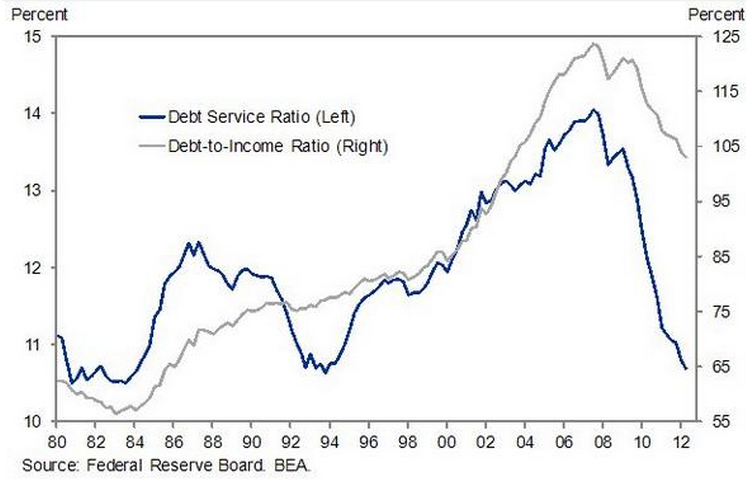 Percent Percent
15 125
14 115
13 105
12 95
11 85
10 75
65
55
Debt Service Ratio (Left)
Debt-to-Income Ratio (Right)
80 82 84 86 88 90 92 94 96 98 00 02 04 06 08 10 12
Source: Federal Reserve Board. BEA.